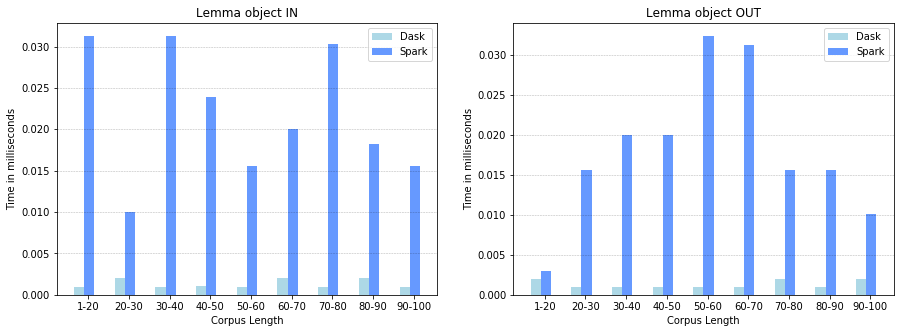 Lemma object IN
Dask
Spark
Time in milliseconds
0.030
0.025
0.020
0.015
0.010
0.005
0.000
1-20 20-30 30-40 40-50 50-60 60-70 70-80 80-90 90-100
Corpus Length
Lemma object OUT
Dask
Spark
Time in milliseconds
0.030
0.025
0.020
0.015
0.010
0.005
0.000
1-20 20-30 30-40 40-50 50-60 60-70 70-80 80-90 90-100
Corpus Length